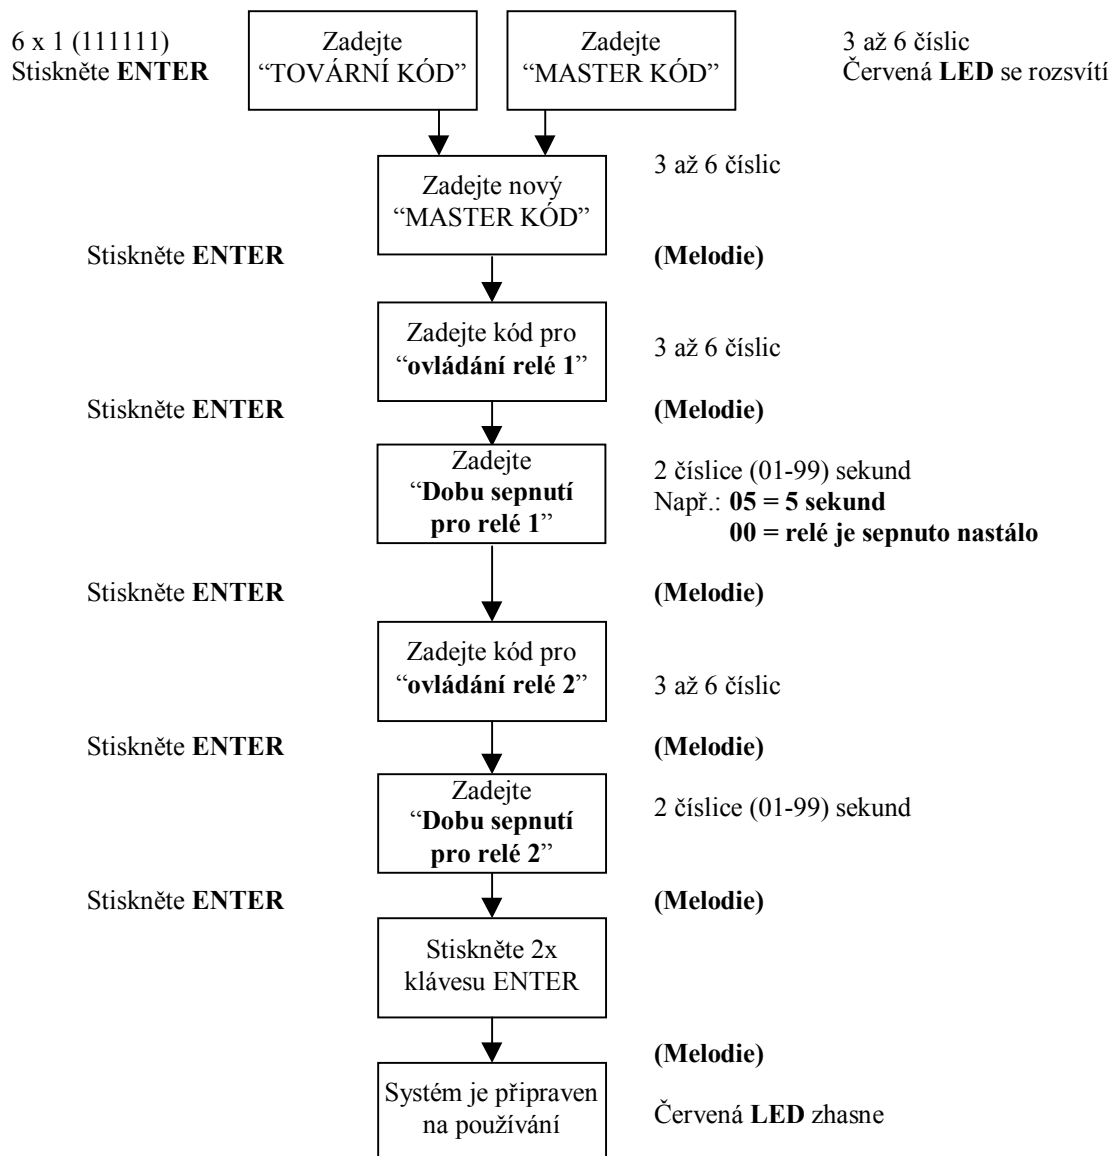 6 x 1 (111111)
Stiskněte ENTER
Zadejte
“TOVÁRNÍ KÓD”
Zadejte
“MASTER KÓD”
3 až 6 číslic
Červená LED se rozsvítí
Zadejte nový
“MASTER KÓD”
3 až 6 číslic
Stiskněte ENTER
(Melodie)
Zadejte kód pro
“ovládání relé 1”
3 až 6 číslic
Stiskněte ENTER
(Melodie)
Zadejte
“Dobu sepnutí
pro relé 1”
2 číslice (01-99) sekund
Např.: 05 = 5 sekund
00 = relé je sepnuto nastálo
Stiskněte ENTER
(Melodie)
Zadejte kód pro
“ovládání relé 2”
3 až 6 číslic
Stiskněte ENTER
(Melodie)
Zadejte
“Dobu sepnutí
pro relé 2”
2 číslice (01-99) sekund
Stiskněte ENTER
(Melodie)
Stiskněte 2x
klávesu ENTER
(Melodie)
Systém je připraven
na používání
Červená LED zhasne